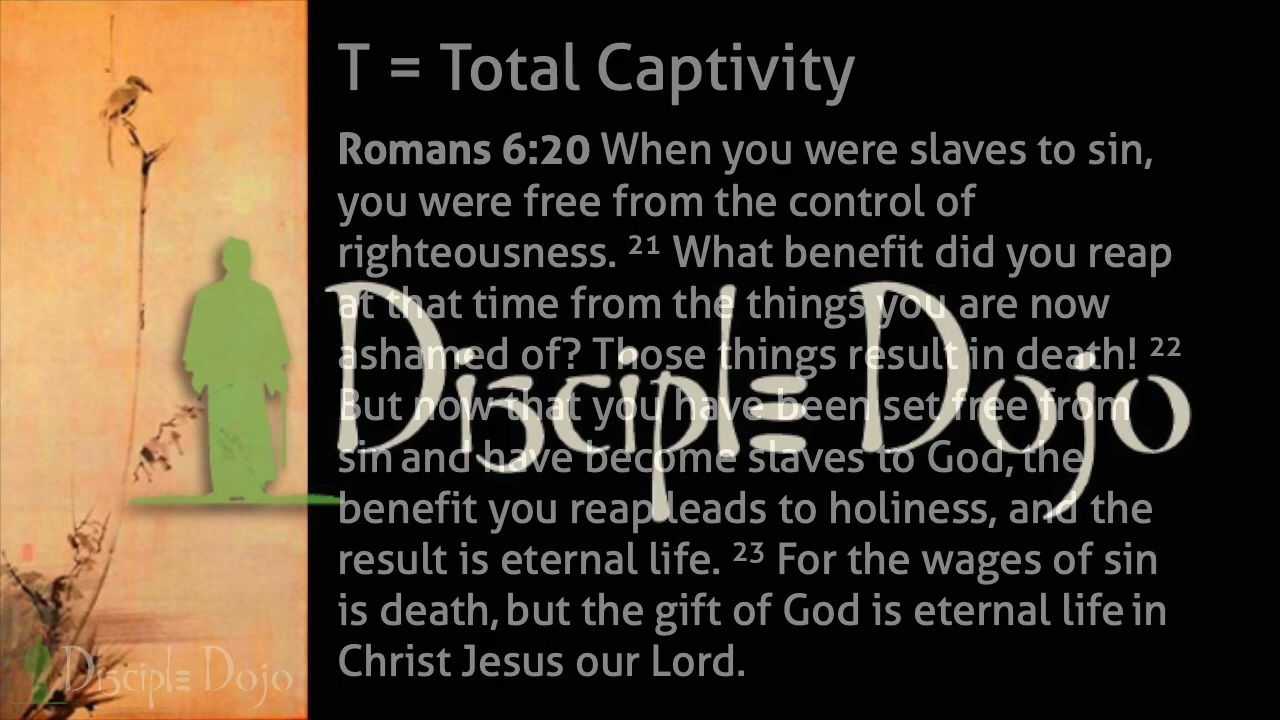 T = Total Captivity
Romans 6:20 When you were slaves to sin,
you were free from the control of
righteousness. ²¹ What benefit did you reap
at that time from the things you are now
ashamed of? Those things result in death! ²²
But now that you have been set free from
sin and have become slaves to God, the
benefit you reap leads to holiness, and the
result is eternal life. ²³ For the wages of sin
is death, but the gift of God is eternal life in
Christ Jesus our Lord.
Disciple Dojo
Disciple Dojo